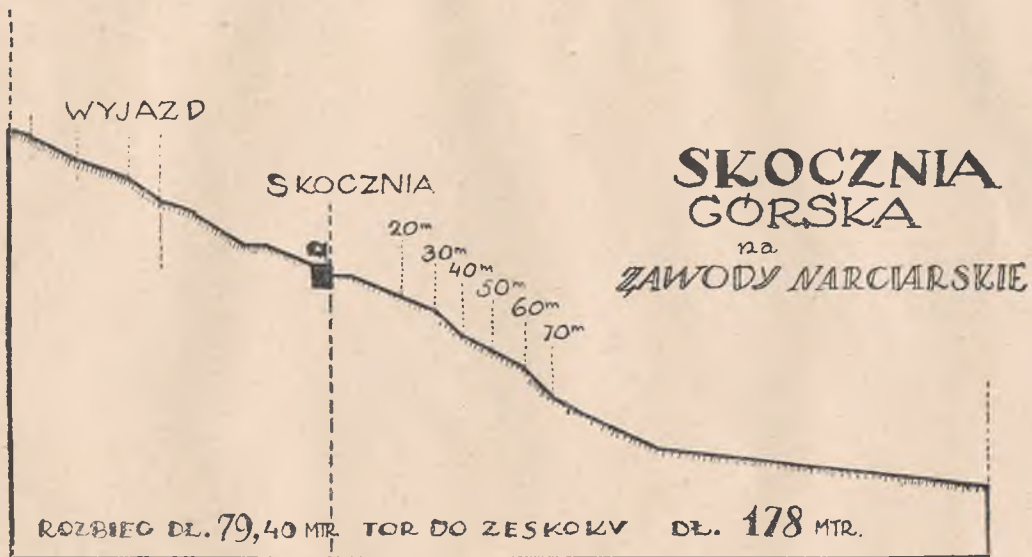 WYJAZD
SKOCZNIA
20m
30m
40m
50m
60m
70m
SKOCZNIA
GÓRSKA
na
ZAWODY NARCIARSKIE
ROZBIEG DŁ. 79,40 MTR. TOR DO ZESKOKU DŁ. 178 MTR.